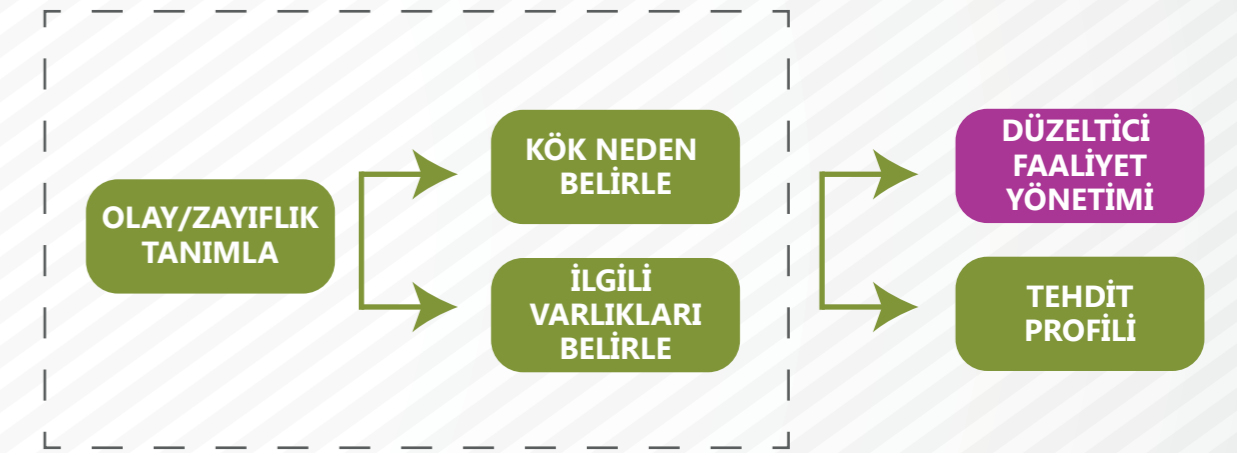 OLAY/ZAYIFLIK
TANIMLA
KÖK NEDEN
BELİRLE
İLGİLİ
VARLIKLARI
BELİRLE
DÜZELTİCİ
FAALİYET
YÖNETİMİ
TEHDİT
PROFİLİ